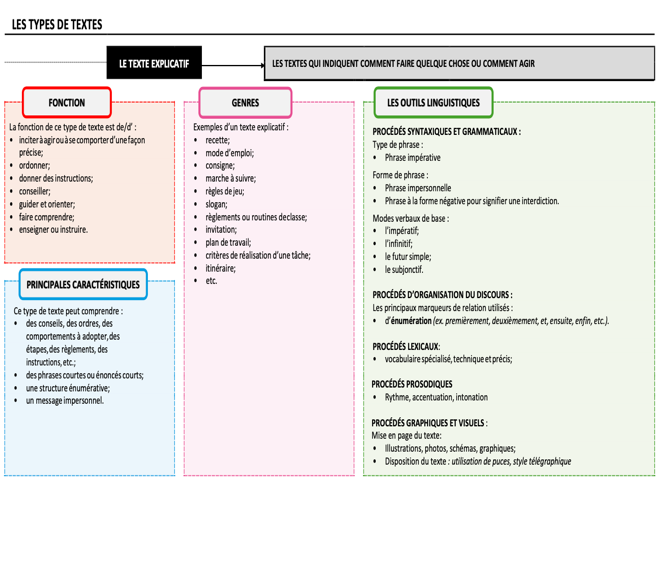 LES TYPES DE TEXTES
LE TEXTE EXPLICATIF
LES TEXTES QUI INDIQUENT COMMENT FAIRE QUELQUE CHOSE OU COMMENT AGIR
FONCTION
La fonction de ce type de texte est de/d' :
• inciter à agir ou à se comporter d'une façon
précise;
• ordonner;
• donner des instructions;
• conseiller;
• guider et orienter;
• faire comprendre;
• enseigner ou instruire.
PRINCIPALES CARACTÉRISTIQUES
Ce type de texte peut comprendre :
• des conseils, des ordres, des
comportements à adopter, des
étapes, des règlements, des
instructions, etc.;
• des phrases courtes ou énoncés courts;
• une structure énumérative;
• un message impersonnel.
GENRES
Exemples d'un texte explicatif :
• recette;
• mode d'emploi;
• consigne;
• marche à suivre;
• règles de jeu;
• slogan;
• règlements ou routines de classe;
• invitation;
• plan de travail;
• critères de réalisation d'une tâche;
• itinéraire;
• etc.
LES OUTILS LINGUISTIQUES
PROCÉDÉS SYNTAXIQUES ET GRAMMATICAUX :
Type de phrase :
• Phrase impérative
Forme de phrase :
• Phrase impersonnelle
• Phrase à la forme négative pour signifier une interdiction.
Modes verbaux de base :
• l'impératif;
• l'infinitif;
• le futur simple;
• le subjonctif.
PROCÉDÉS D'ORGANISATION DU DISCOURS :
Les principaux marqueurs de relation utilisés :
• d'énumération (ex. premièrement, deuxièmement, et, ensuite, enfin, etc.).
PROCÉDÉS LEXICAUX:
• vocabulaire spécialisé, technique et précis;
PROCÉDÉS PROSODIQUES
• Rythme, accentuation, intonation
PROCÉDÉS GRAPHIQUES ET VISUELS :
Mise en page du texte:
• Illustrations, photos, schémas, graphiques;
• Disposition du texte : utilisation de puces, style télégraphique